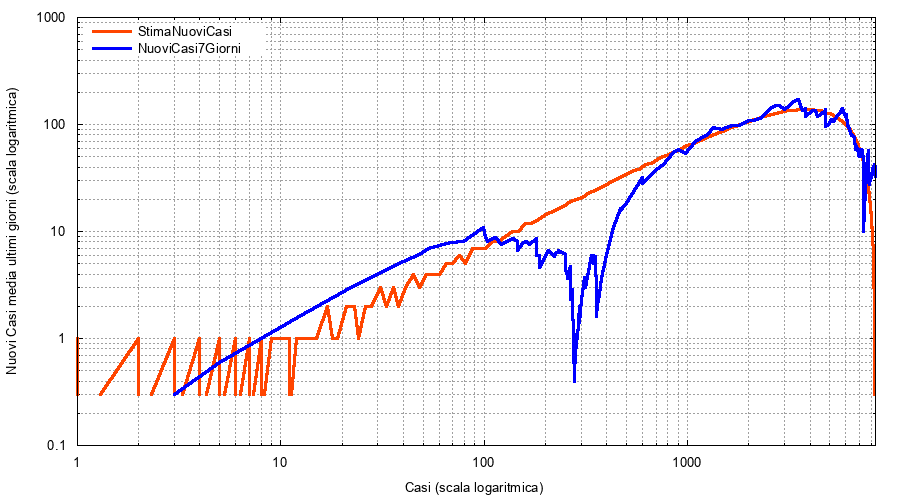 1000
100
10
1
0.1
StimaNuoviCasi
NuoviCasi7Giorni
Nuovi Casi media ultimi giorni (scala logaritmica)
1 10 100 1000
Casi (scala logaritmica)